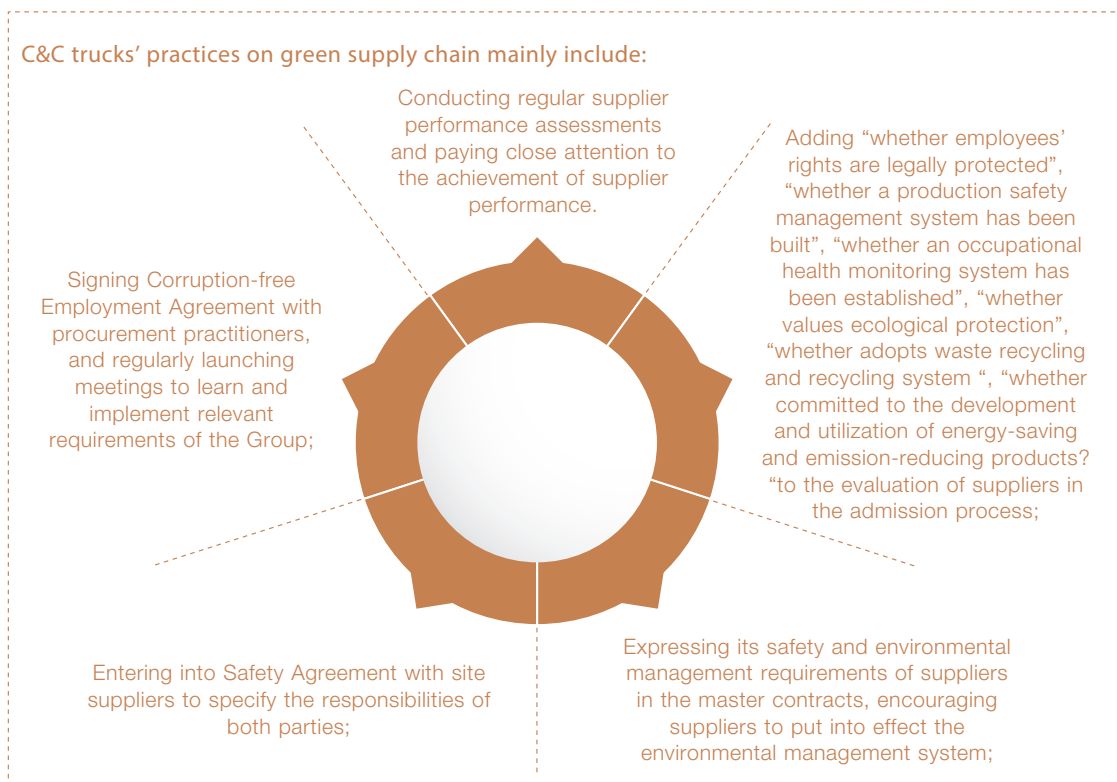 C&C trucks’ practices on green supply chain mainly include:
Conducting regular supplier
performance assessments
and paying close attention to
the achievement of supplier
performance.
Adding “whether employees’
rights are legally protected”,
“whether a production safety
management system has been
built”, “whether an occupational
health monitoring system has
been established”, “whether
values ecological protection”,
“whether adopts waste recycling
and recycling system “, “whether
committed to the development
and utilization of energy-saving
and emission-reducing products?
“to the evaluation of suppliers in
the admission process;
Signing Corruption-free
Employment Agreement with
procurement practitioners,
and regularly launching
meetings to learn and
implement relevant
requirements of the Group;
Entering into Safety Agreement with site
suppliers to specify the responsibilities of
both parties;
Expressing its safety and environmental
management requirements of suppliers
in the master contracts, encouraging
suppliers to put into effect the
environmental management system;